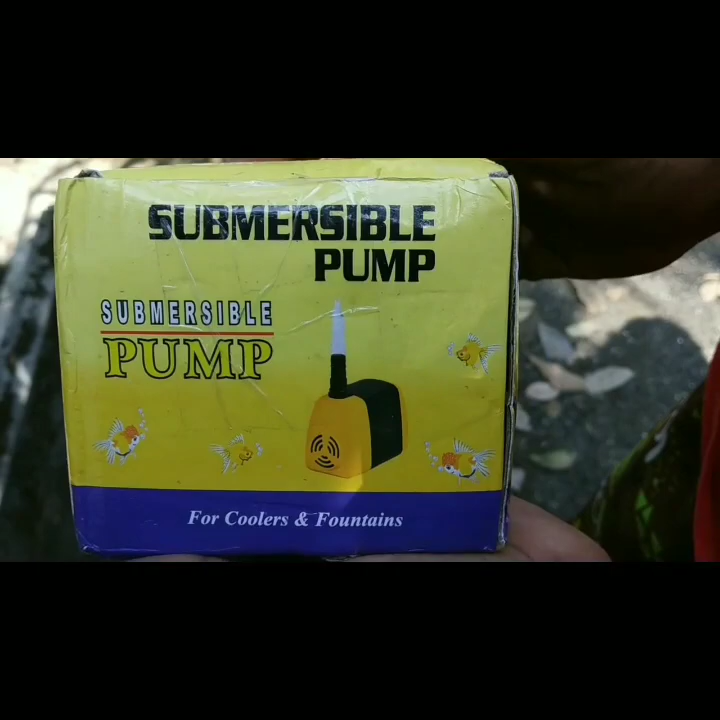 SUBMERSIBLE
PUMP
SUBMERSIBLE
PUMP
For Coolers & Fountains